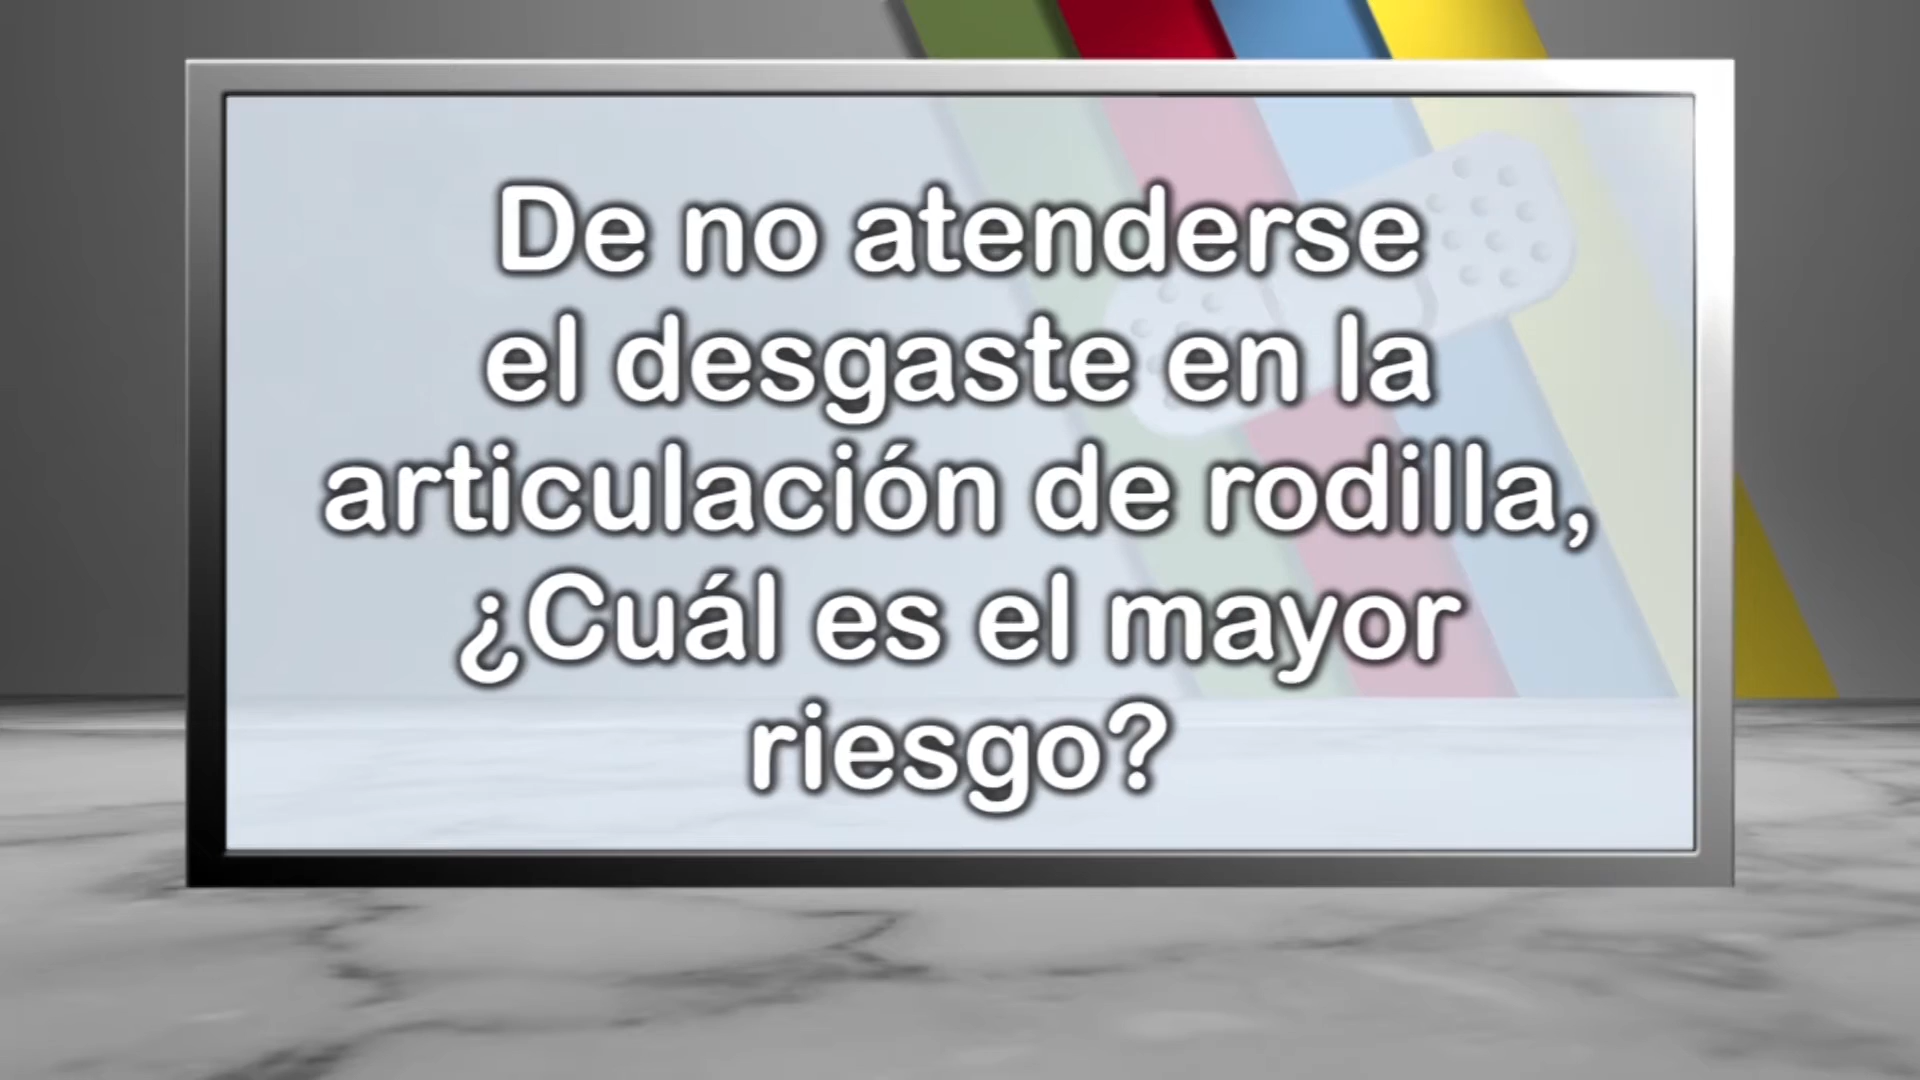 De no atenderse
el desgaste en la
articulación de rodilla,
¿Cuál es el mayor
riesgo?